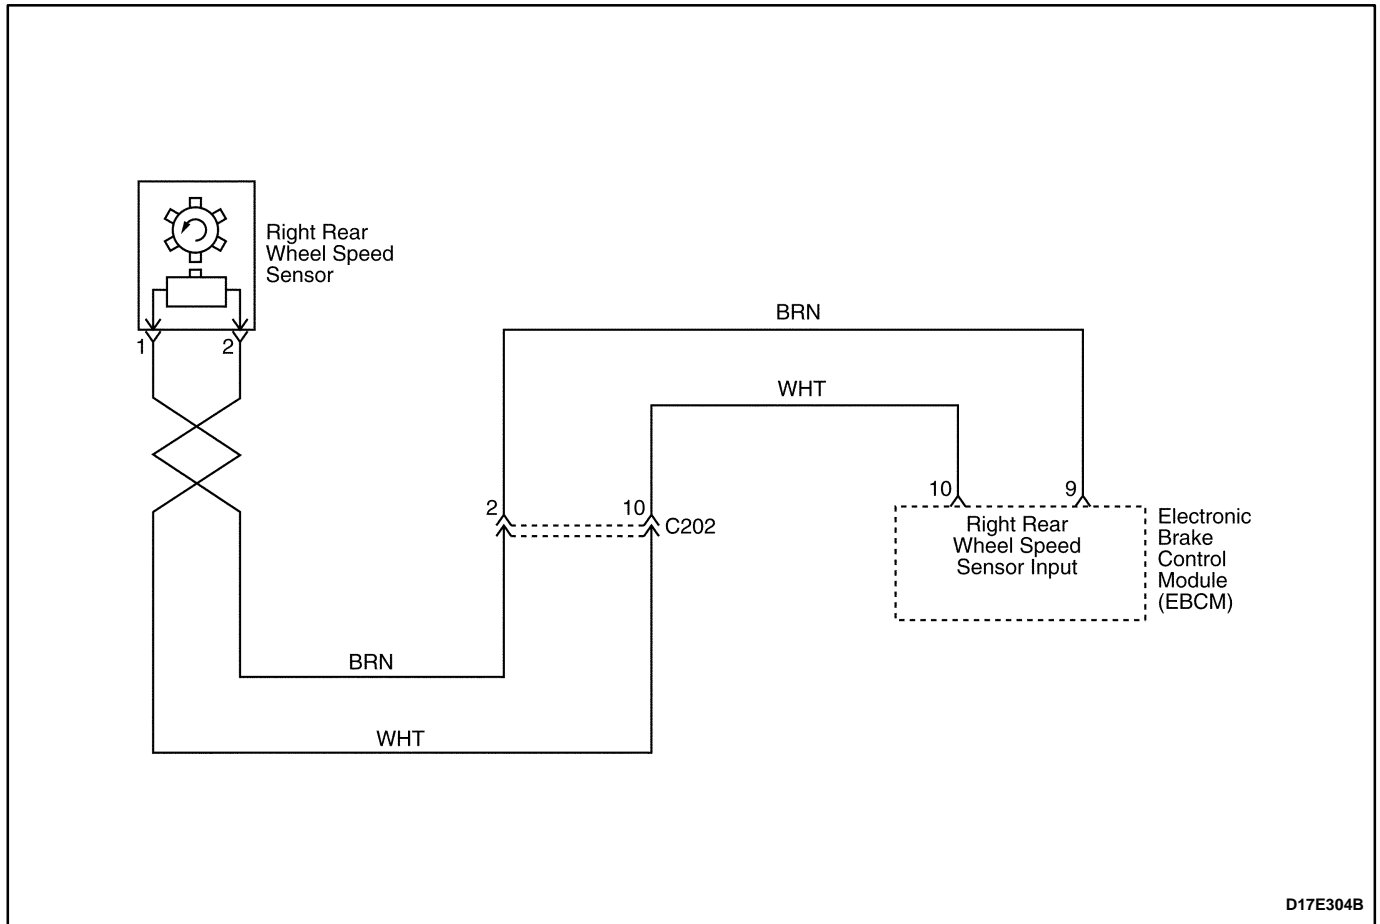 Right Rear
Wheel Speed
Sensor
1
2
BRN
WHT
2
10
C202
10
9
Right Rear
Wheel Speed
Sensor Input
Electronic
Brake
Control
Module
(EBCM)
BRN
WHT
D17E304B